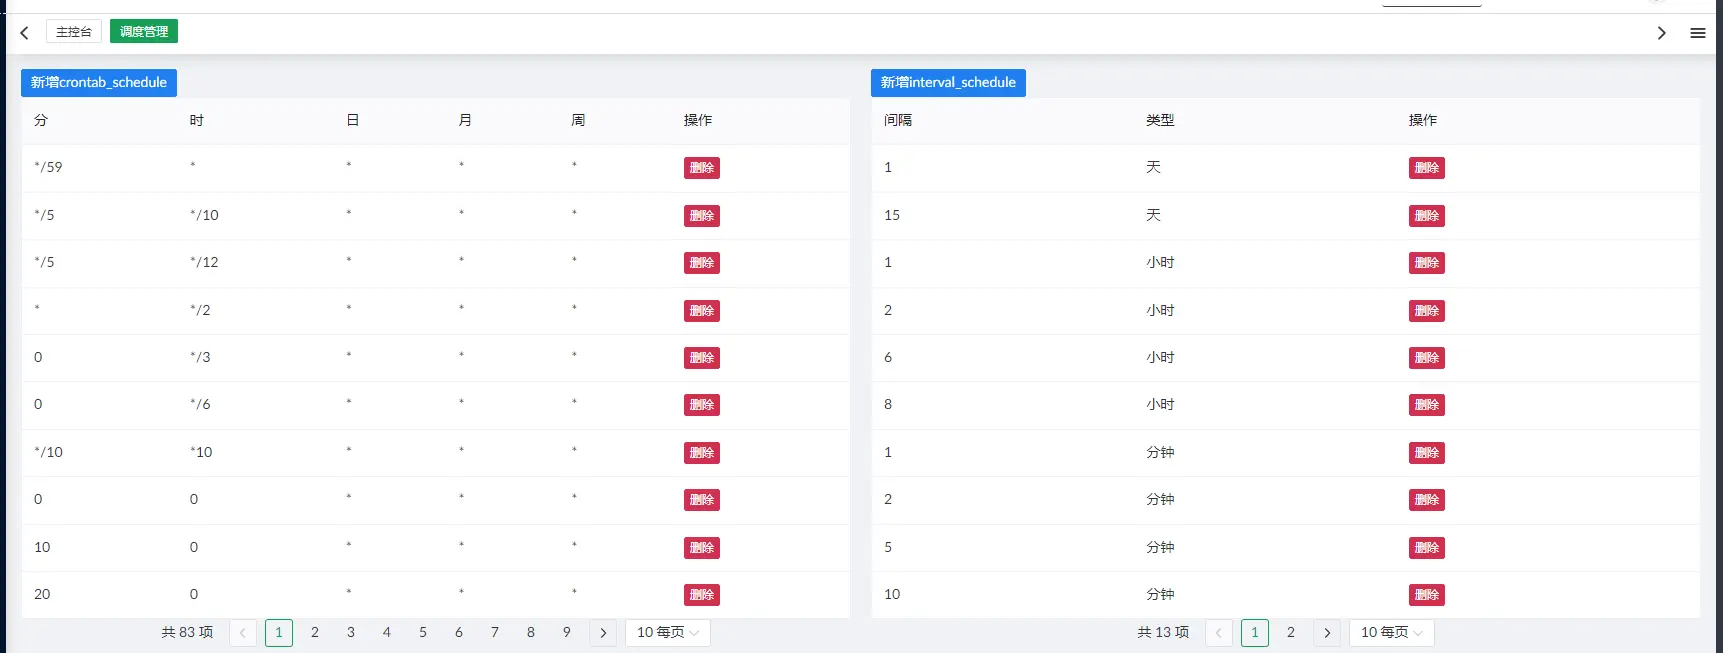 主控台 调度管理
新增crontab_schedule
分 时 日 月 周 操作
*/59 * * * * 删除
*/5 */10 * * * 删除
*/5 */12 * * * 删除
* */2 * * * 删除
0 */3 * * * 删除
0 */6 * * * 删除
*/10 *10 * * * 删除
0 0 * * * 删除
10 0 * * * 删除
20 0 * * * 删除
共 83 项 1 2 3 4 5 6 7 8 9 10 每页
新增interval_schedule
间隔 类型 操作
1 天 删除
15 天 删除
1 小时 删除
2 小时 删除
6 小时 删除
8 小时 删除
1 分钟 删除
2 分钟 删除
5 分钟 删除
10 分钟 删除
共 13 项 1 2 10 每页